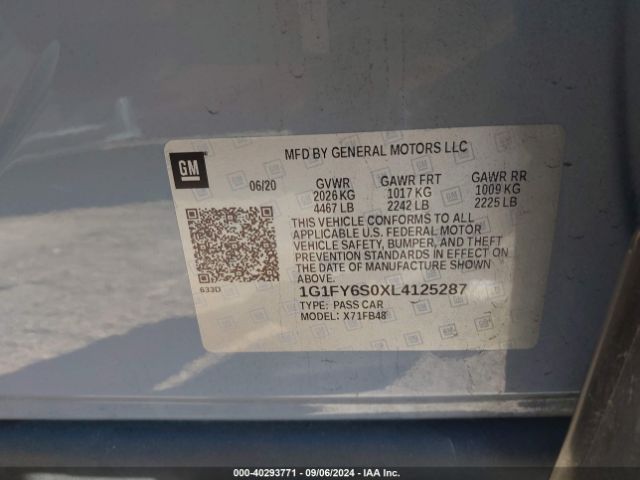 MFD BY GENERAL MOTORS LLC
GM
06/20 GVWR GAWR FRT GAWR RR
2026 KG 1017 KG 1009 KG
4467 LB 2242 LB 2225 LB
THIS VEHICLE CONFORMS TO ALL
APPLICABLE U.S. FEDERAL MOTOR
VEHICLE SAFETY, BUMPER, AND THEFT
PREVENTION STANDARDS IN EFFECT ON
THE DATE OF MANUFACTURE SHOWN
ABOVE.
633D
1G1FY6S0XL4125287
TYPE: PASS CAR
MODEL: X71FB48
000-40293771 - 09/06/2024 - IAA Inc.